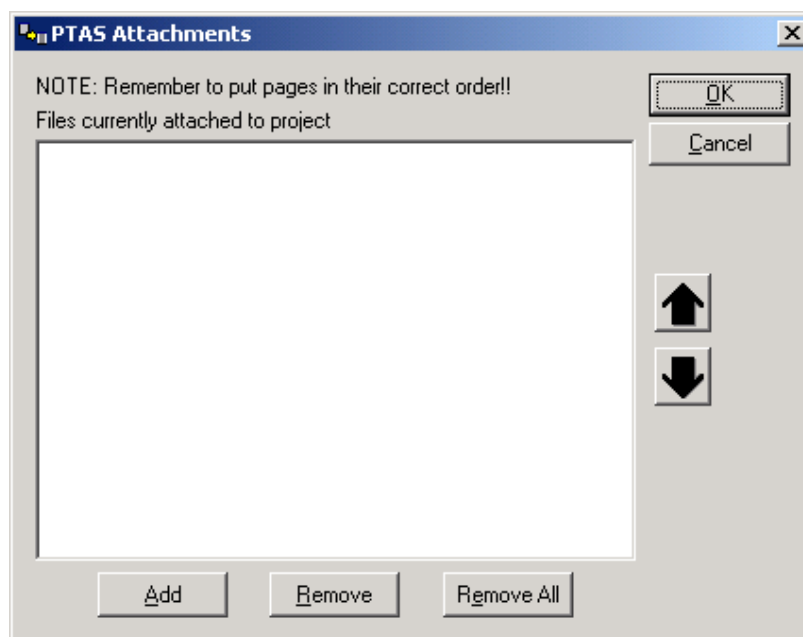 PTAS Attachments
NOTE: Remember to put pages in their correct order!!
Files currently attached to project
OK
Cancel
Add
Remove
Remove All